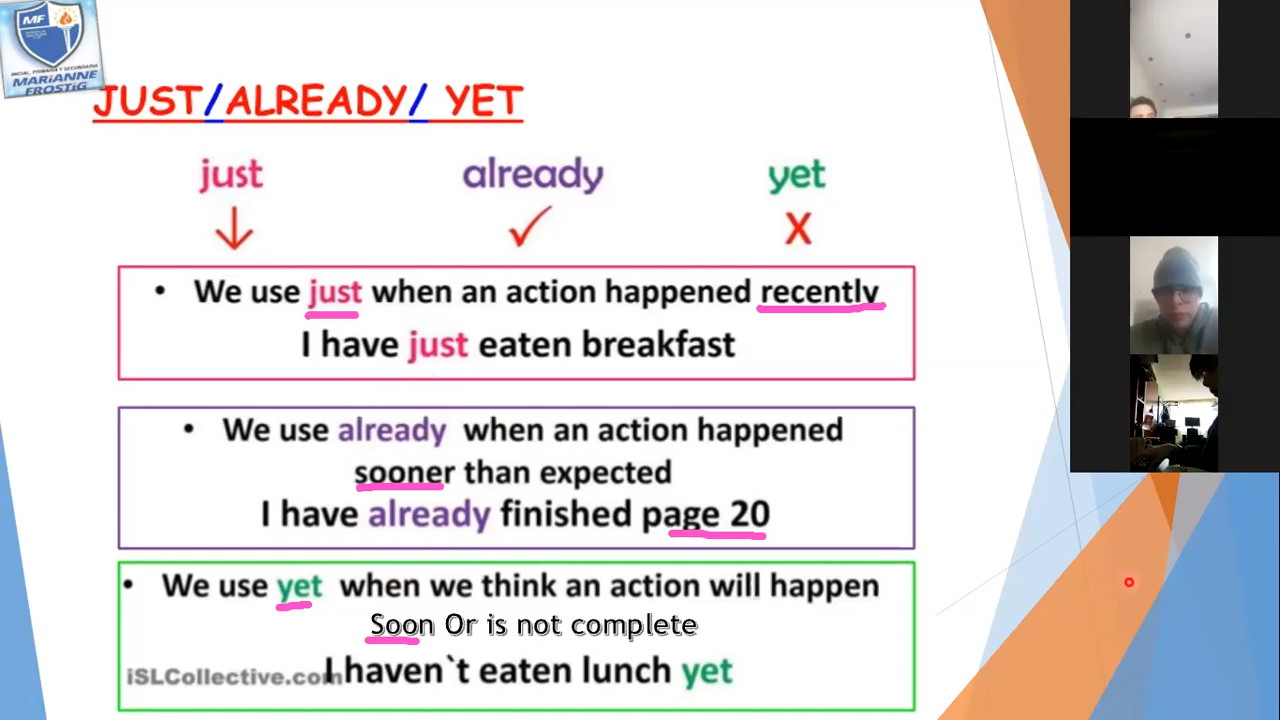 MF
INICIAL, PRIMARIA Y SECUNDARIA
MARIANNE
FROSTIG
JUST/ALREADY/ YET
just already yet
X
• We use just when an action happened recently
I have just eaten breakfast
• We use already when an action happened
sooner than expected
I have already finished page 20
• We use yet when we think an action will happen
Soon Or is not complete
I haven`t eaten lunch yet
iSLCollective.com